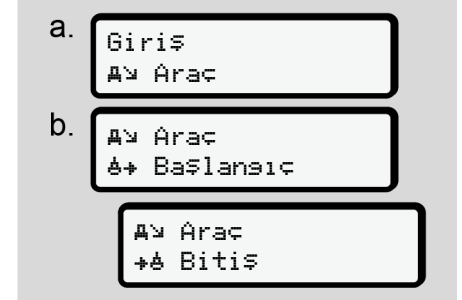 a.
Giriş
Araç
b.
Araç
Başlangıç
Araç
Bitiş